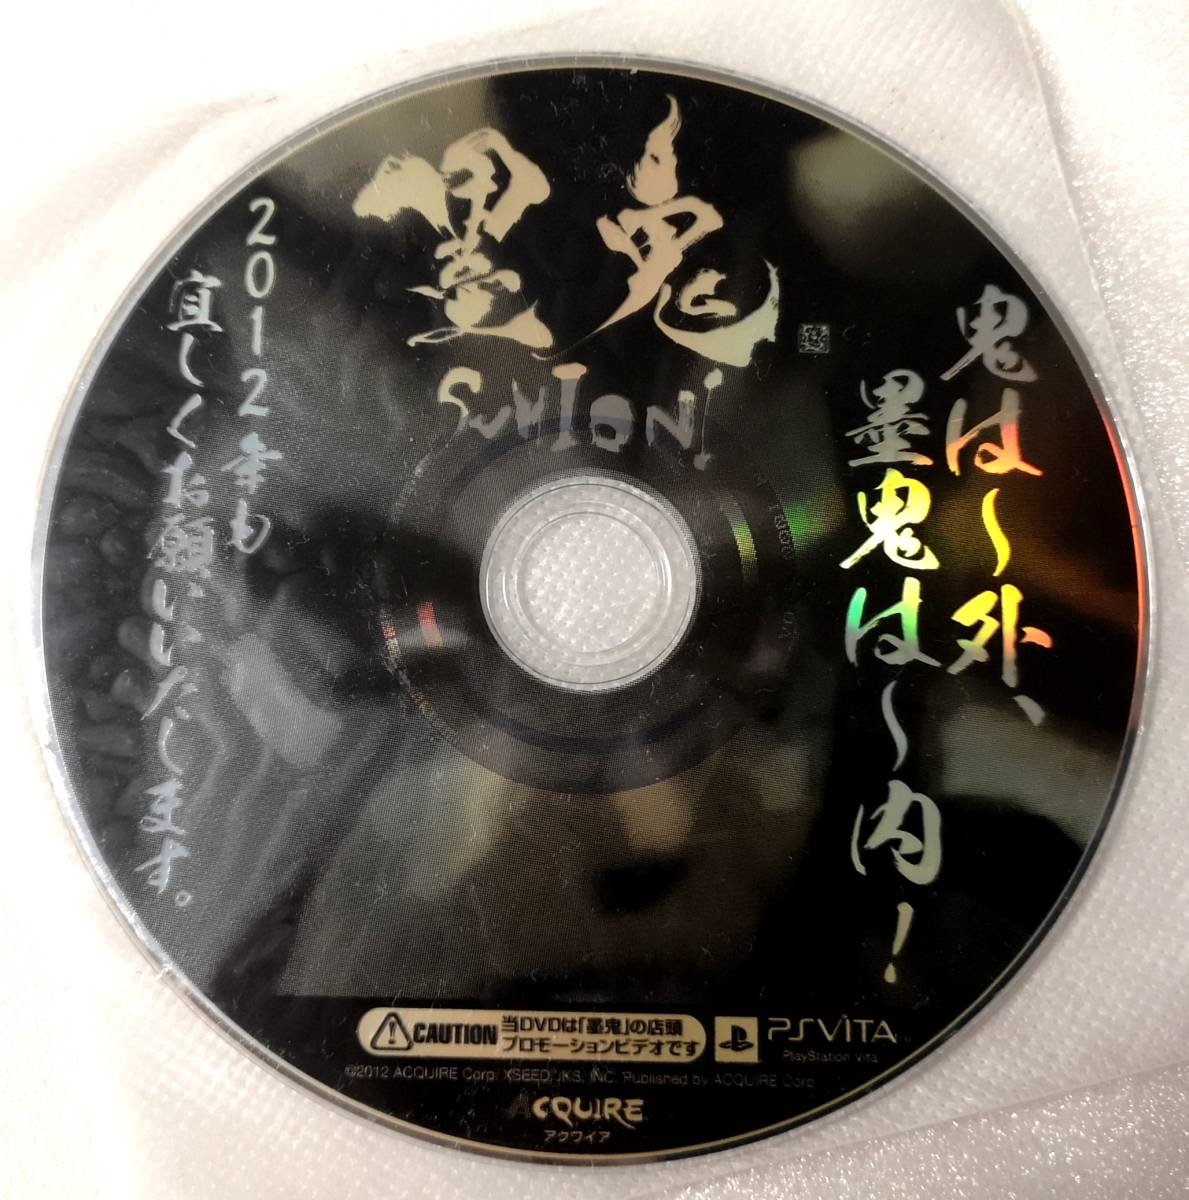 墨鬼
SUMIONI
鬼は〜外、
墨鬼は〜内！
2012年も
宜しくお願いいたします。
CAUTION
当DVDは「墨鬼」の店頭
プロモーションビデオです
PSVITA
PlayStation Vita
©2012 ACQUIRE Corp. XSEED JKS, INC. Published by ACQUIRE Corp.
ACQUIRE
アクワイア